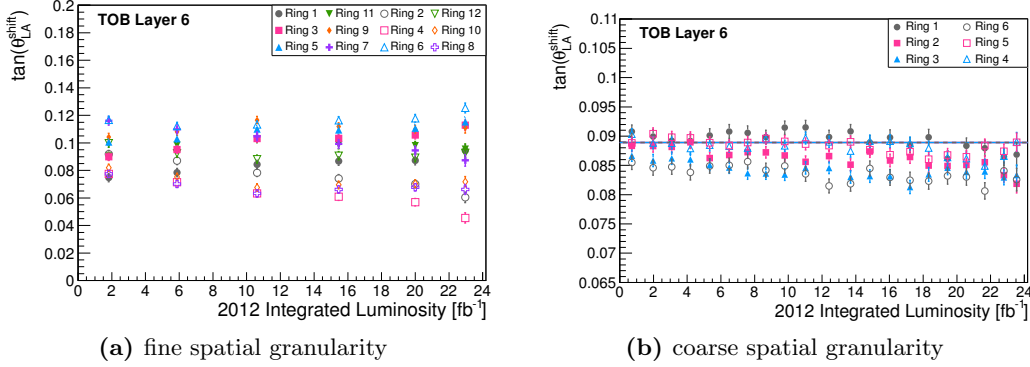 TOB Layer 6
Ring 1 Ring 11 Ring 2 Ring 12
Ring 3 Ring 9 Ring 4 Ring 10
Ring 5 Ring 7 Ring 6 Ring 8
tan(θ_LA^shift)
0.2
0.18
0.16
0.14
0.12
0.1
0.08
0.06
0.04
0.02
0
0 2 4 6 8 10 12 14 16 18 20 22 24
2012 Integrated Luminosity [fb⁻¹]
(a) fine spatial granularity
TOB Layer 6
Ring 1 Ring 6
Ring 2 Ring 5
Ring 3 Ring 4
tan(θ_LA^shift)
0.11
0.105
0.1
0.095
0.09
0.085
0.08
0.075
0.07
0.065
0 2 4 6 8 10 12 14 16 18 20 22 24
2012 Integrated Luminosity [fb⁻¹]
(b) coarse spatial granularity